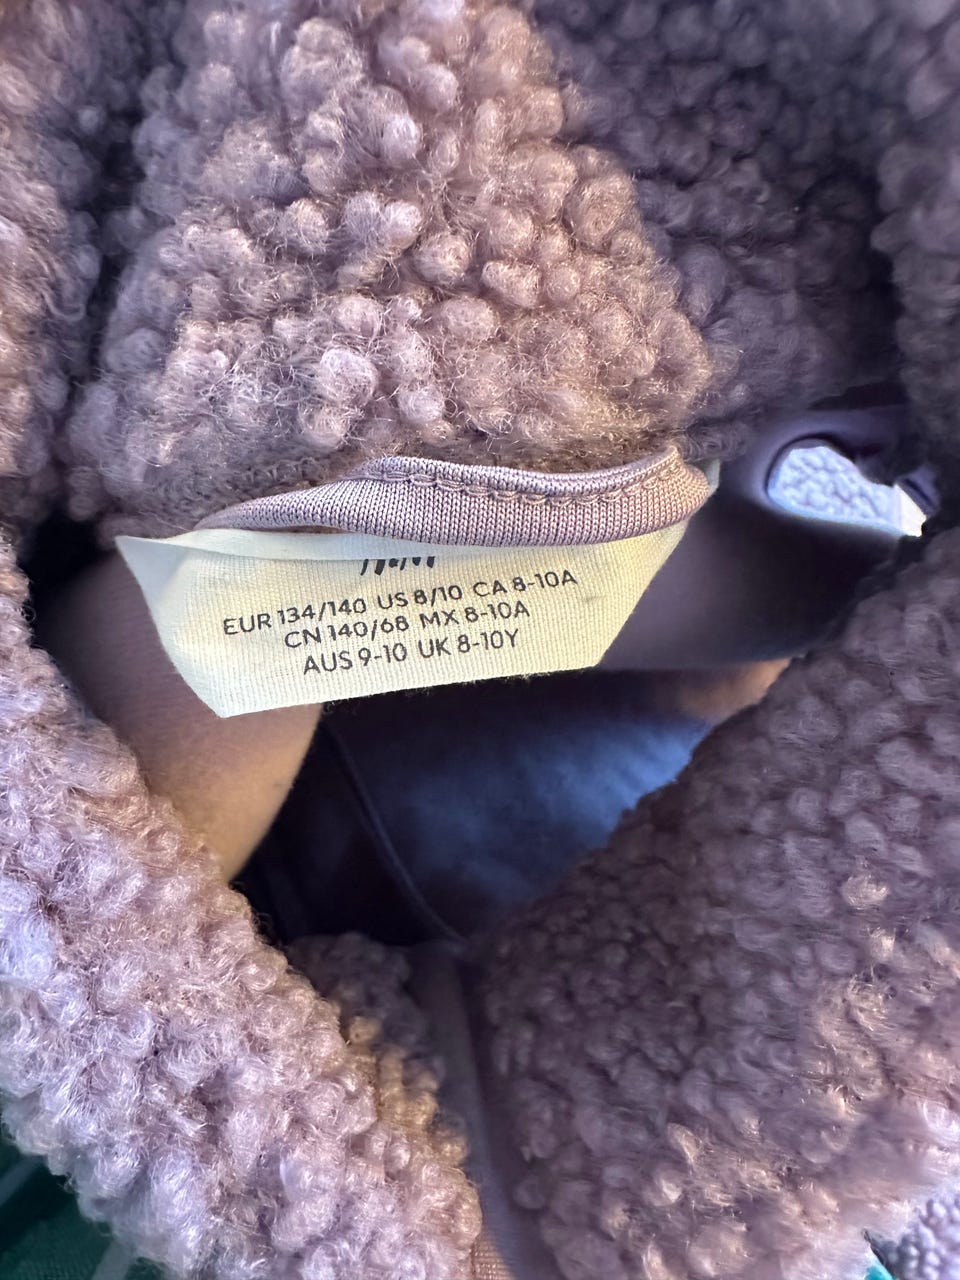 EUR 134/140 US 8/10 CA 8-10A
CN 140/68 MX 8-10A
AUS 9-10 UK 8-10Y